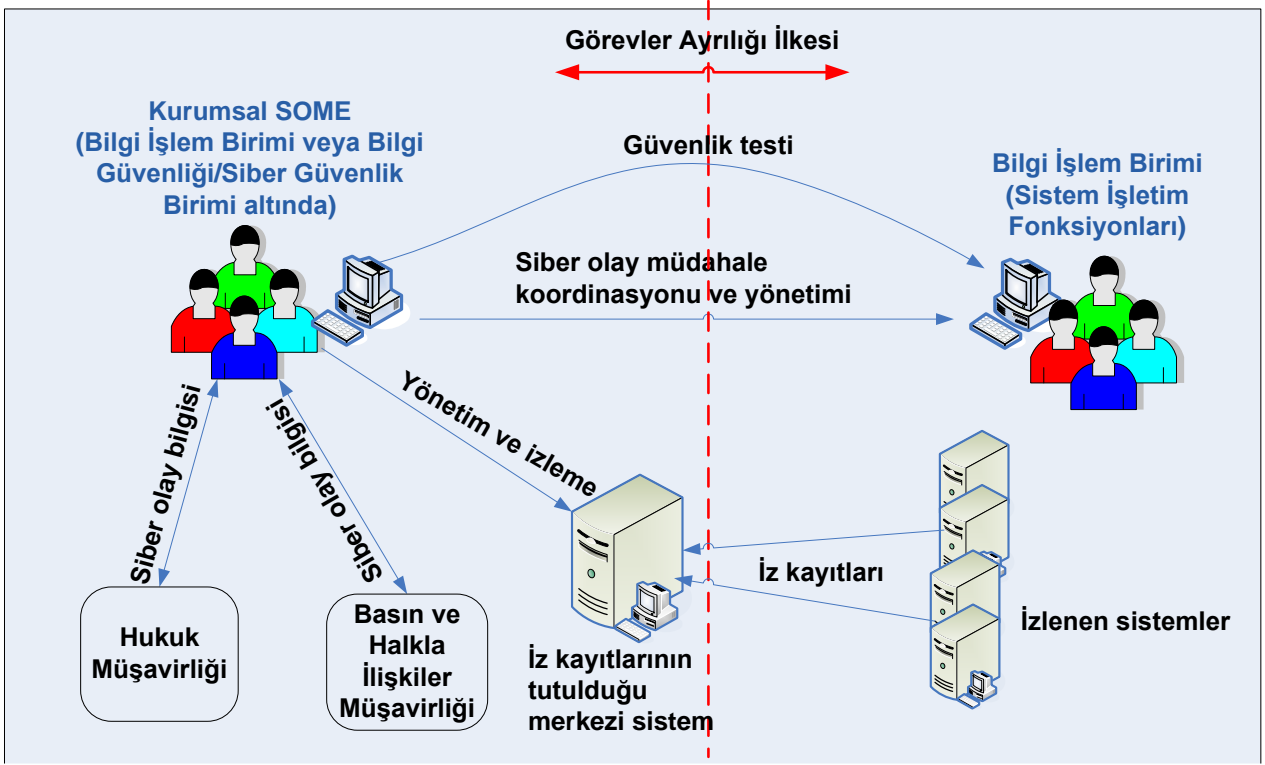 Görevler Ayrılığı İlkesi
Kurumsal SOME
(Bilgi İşlem Birimi veya Bilgi
Güvenliği/Siber Güvenlik
Birimi altında)
Güvenlik testi
Bilgi İşlem Birimi
(Sistem İşletim
Fonksiyonları)
Siber olay müdahale
koordinasyonu ve yönetimi
Siber olay bilgisi
Siber olay bilgisi
Yönetim ve izleme
İz kayıtları
Hukuk
Müşavirliği
Basın ve
Halkla
İlişkiler
Müşavirliği
İz kayıtlarının
tutulduğu
merkezi sistem
İzlenen sistemler